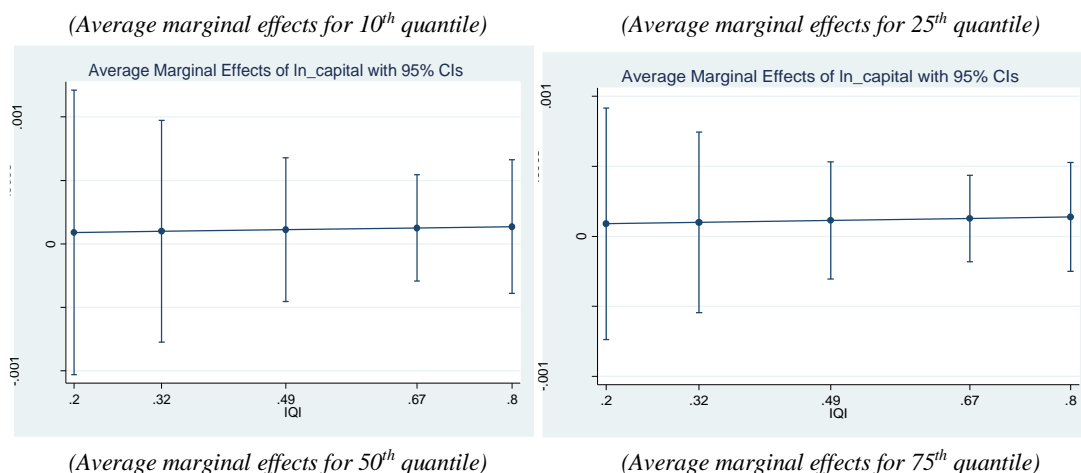 (Average marginal effects for 10th quantile)
Average Marginal Effects of ln_capital with 95% CIs
.001
0
-.001
.2 .32 .49 .67 .8
IQI
(Average marginal effects for 25th quantile)
Average Marginal Effects of ln_capital with 95% CIs
.001
0
-.001
.2 .32 .49 .67 .8
IQI
(Average marginal effects for 50th quantile)
(Average marginal effects for 75th quantile)